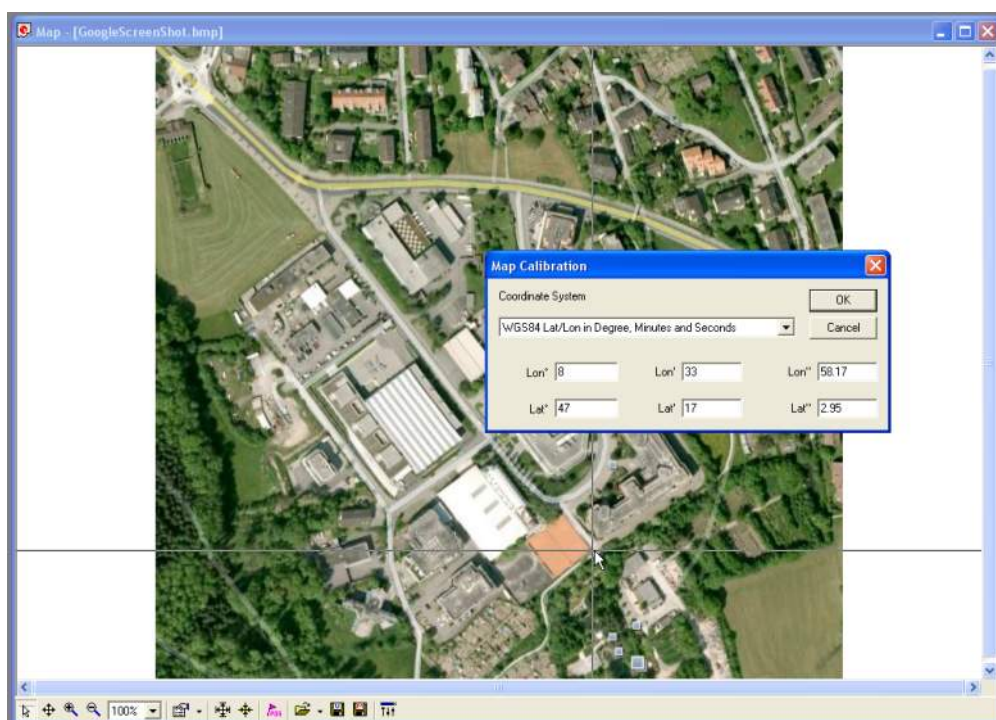 Map - [GoogleScreenShot.bmp]
Map Calibration
Coordinate System
OK
WGS84 Lat/Lon in Degree, Minutes and Seconds
Cancel
Lon° 8 Lon' 33 Lon'' 58.17
Lat° 47 Lat' 17 Lat'' 2.95
100%